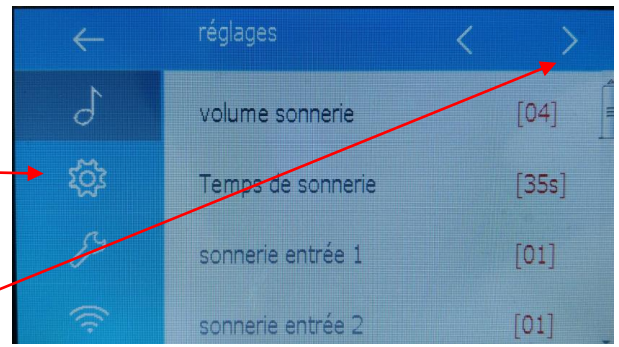 réglages
volume sonnerie [04]
Temps de sonnerie [35s]
sonnerie entrée 1 [01]
sonnerie entrée 2 [01]